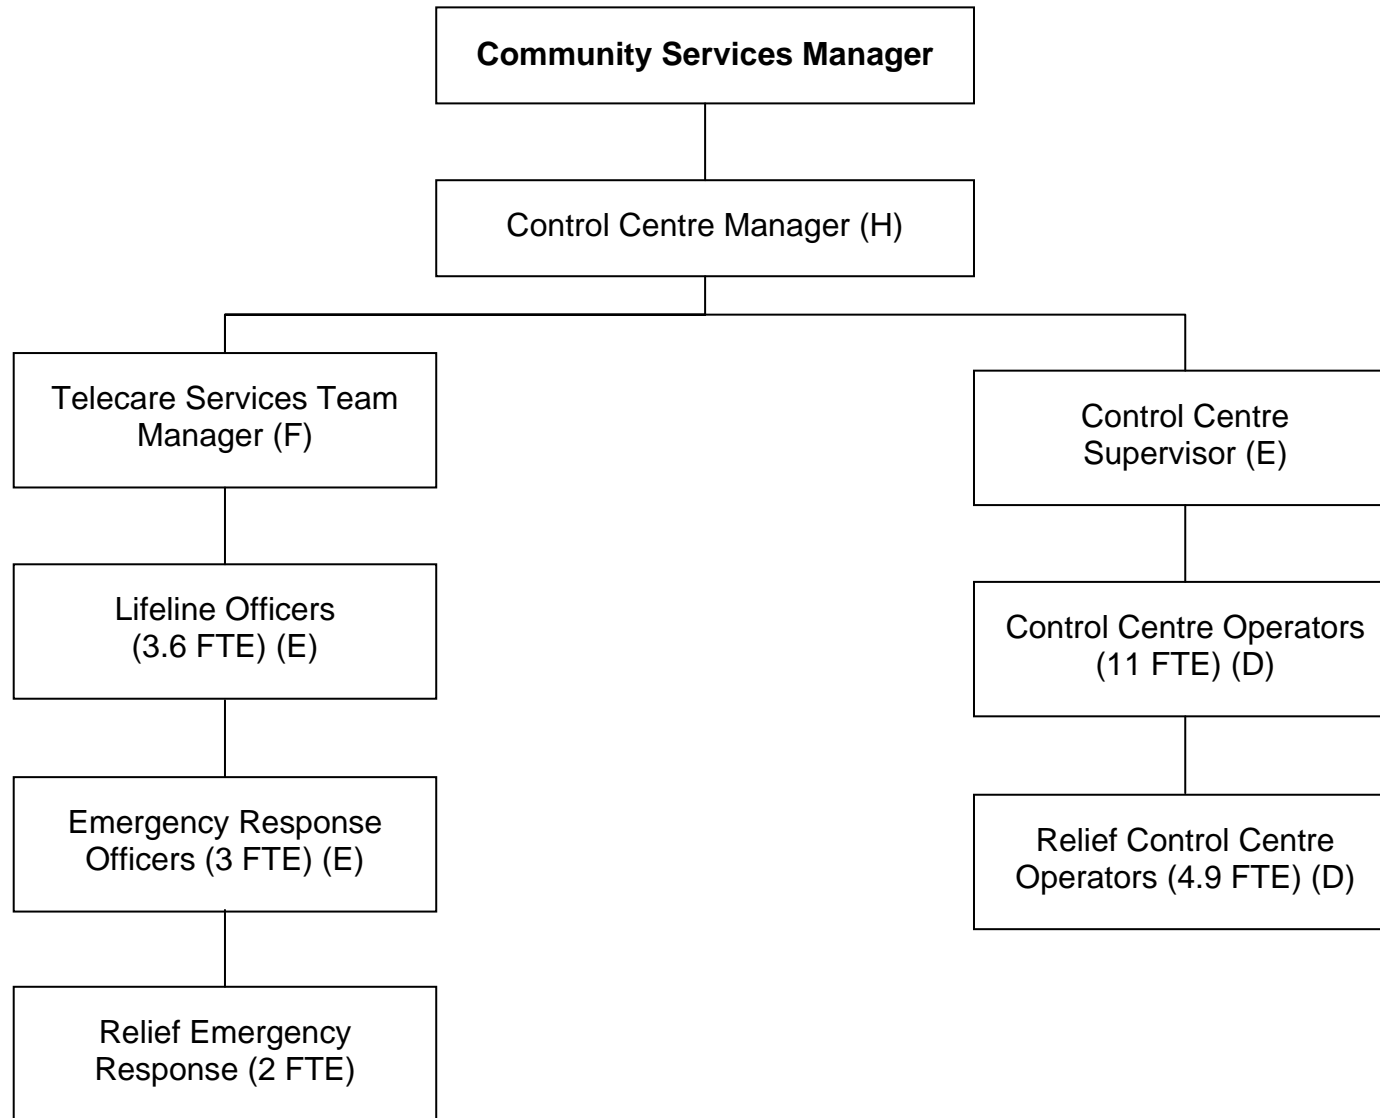 Community Services Manager
Control Centre Manager (H)
Telecare Services Team
Manager (F)
Control Centre
Supervisor (E)
Lifeline Officers
(3.6 FTE) (E)
Control Centre Operators
(11 FTE) (D)
Emergency Response
Officers (3 FTE) (E)
Relief Control Centre
Operators (4.9 FTE) (D)
Relief Emergency
Response (2 FTE)